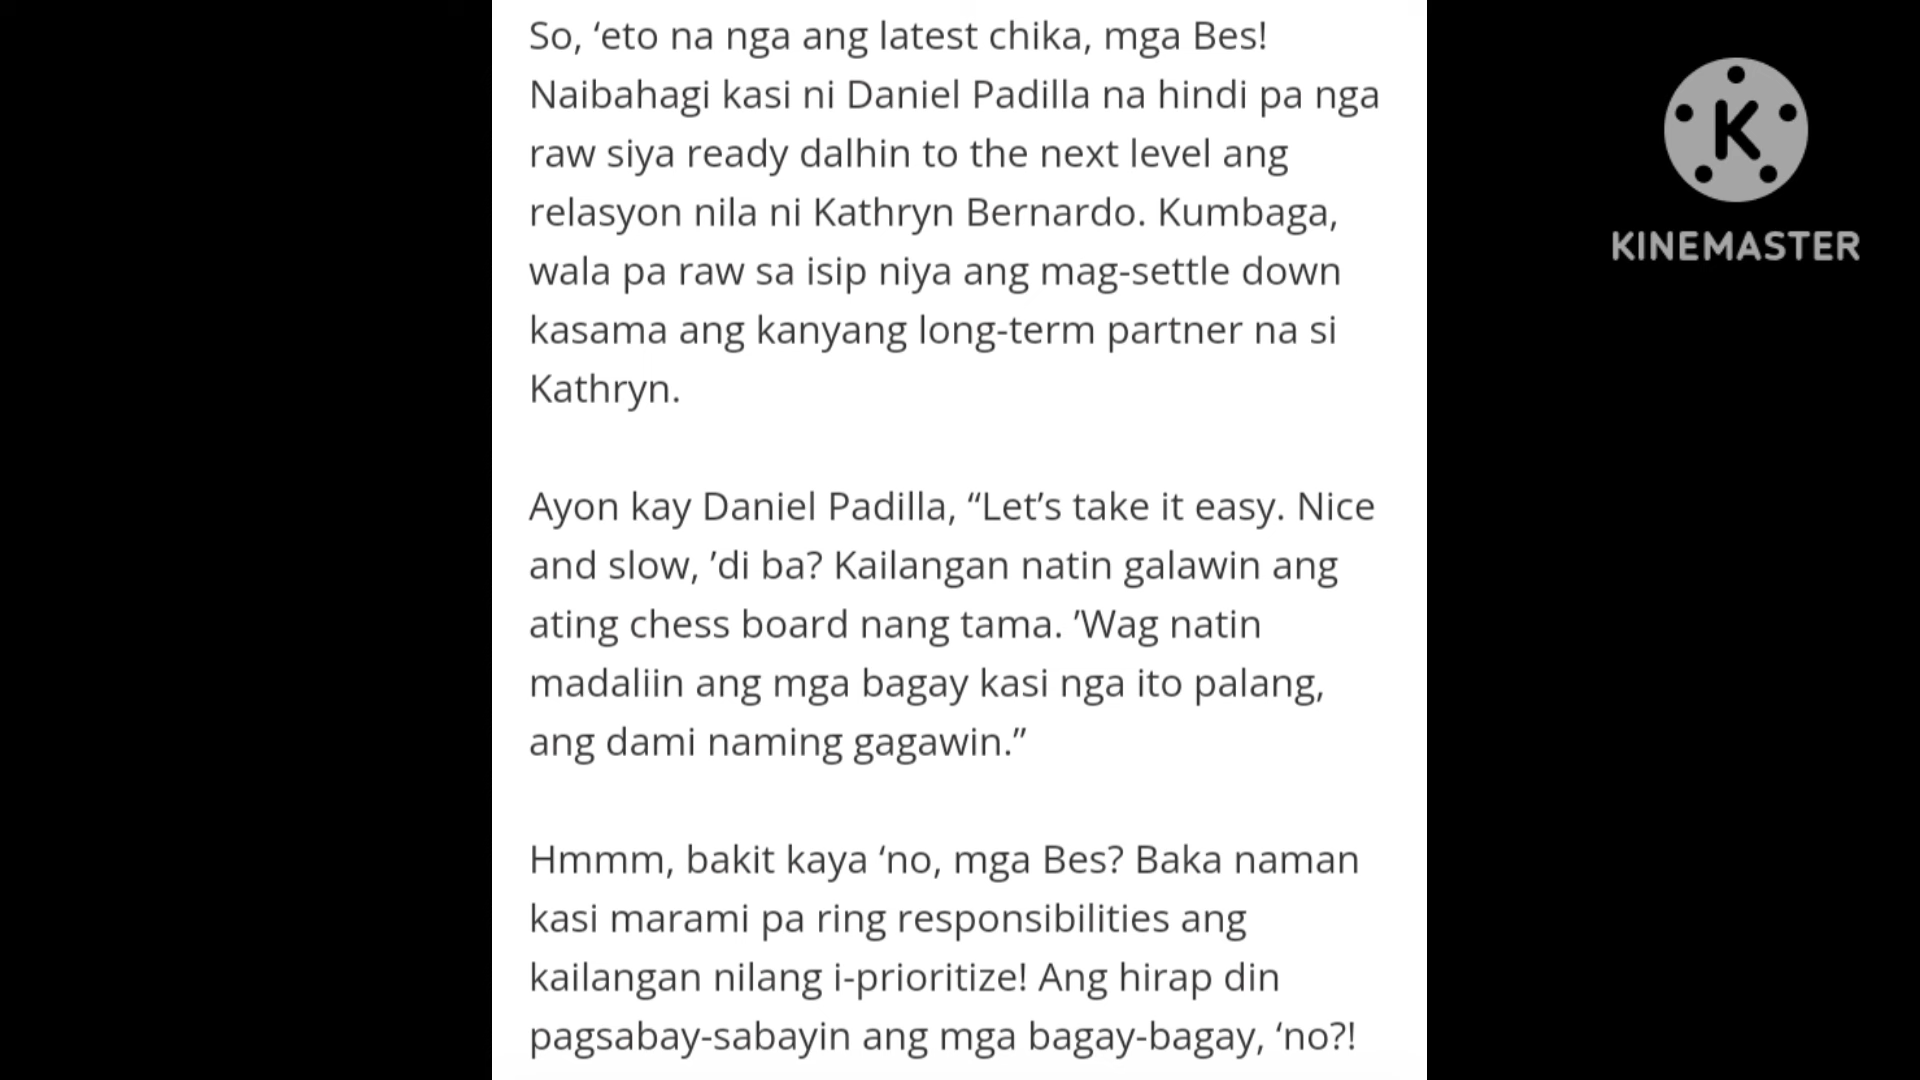 So, ‘eto na nga ang latest chika, mga Bes!
Naibahagi kasi ni Daniel Padilla na hindi pa nga
raw siya ready dalhin to the next level ang
relasyon nila ni Kathryn Bernardo. Kumbaga,
wala pa raw sa isip niya ang mag-settle down
kasama ang kanyang long-term partner na si
Kathryn.
Ayon kay Daniel Padilla, “Let’s take it easy. Nice
and slow, ’di ba? Kailangan natin galawin ang
ating chess board nang tama. ’Wag natin
madaliin ang mga bagay kasi nga ito palang,
ang dami naming gagawin.”
Hmmm, bakit kaya ‘no, mga Bes? Baka naman
kasi marami pa ring responsibilities ang
kailangan nilang i-prioritize! Ang hirap din
pagsabay-sabayin ang mga bagay-bagay, ‘no?!
K
KINEMASTER